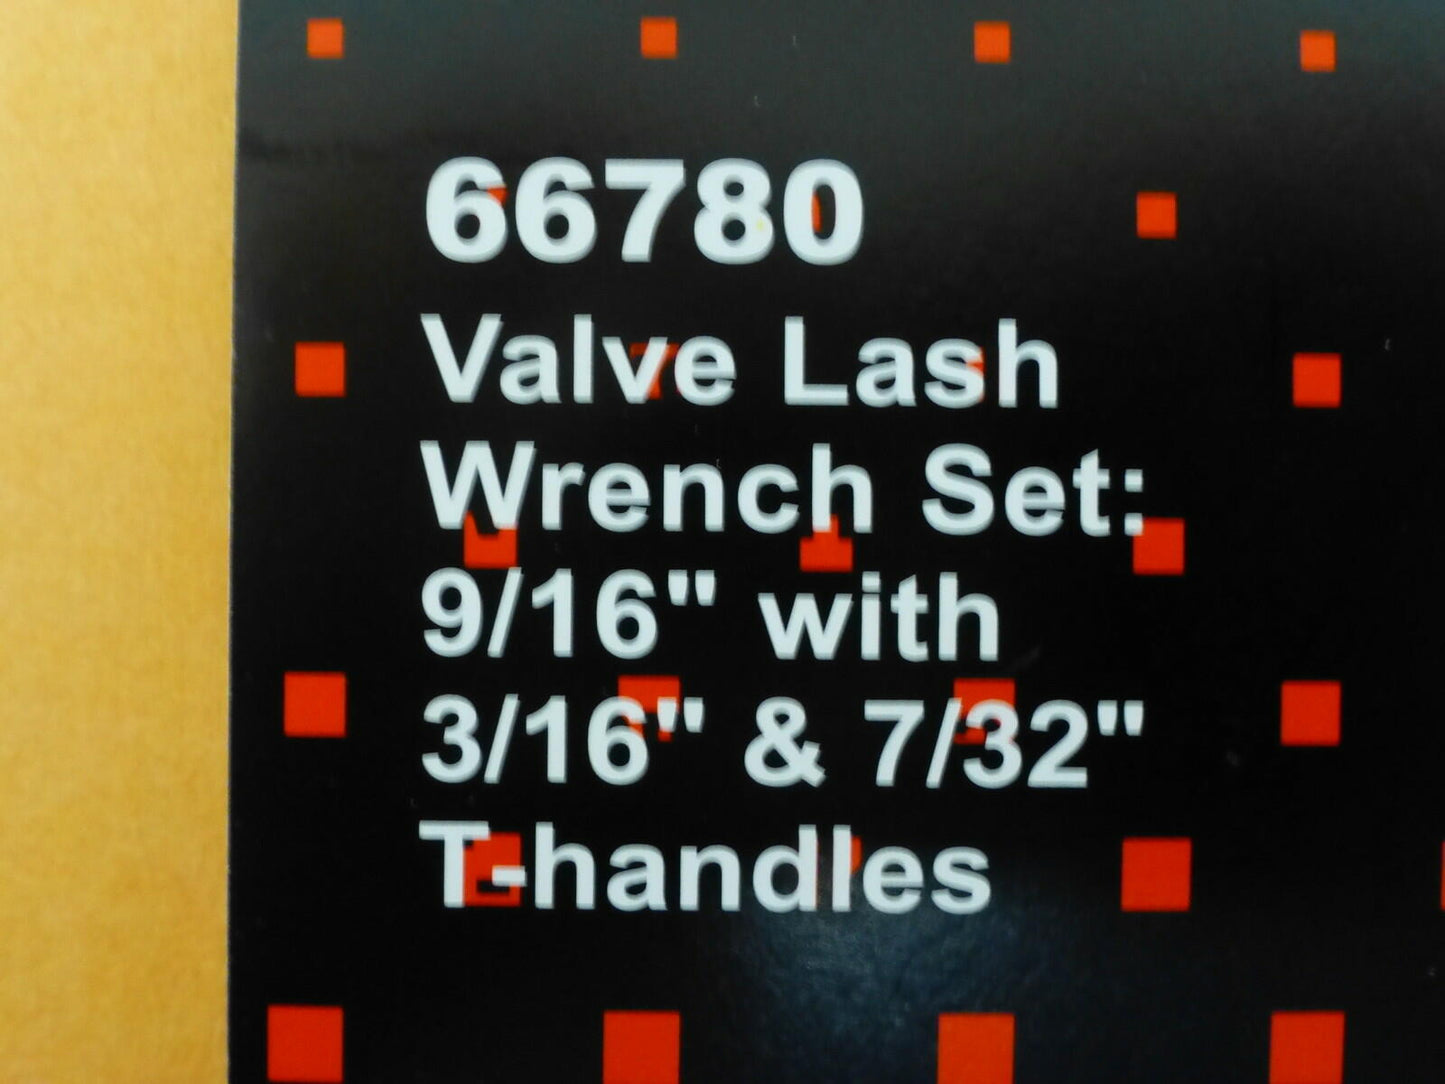 66780
Valve Lash
Wrench Set:
9/16" with
3/16" & 7/32"
T-handles